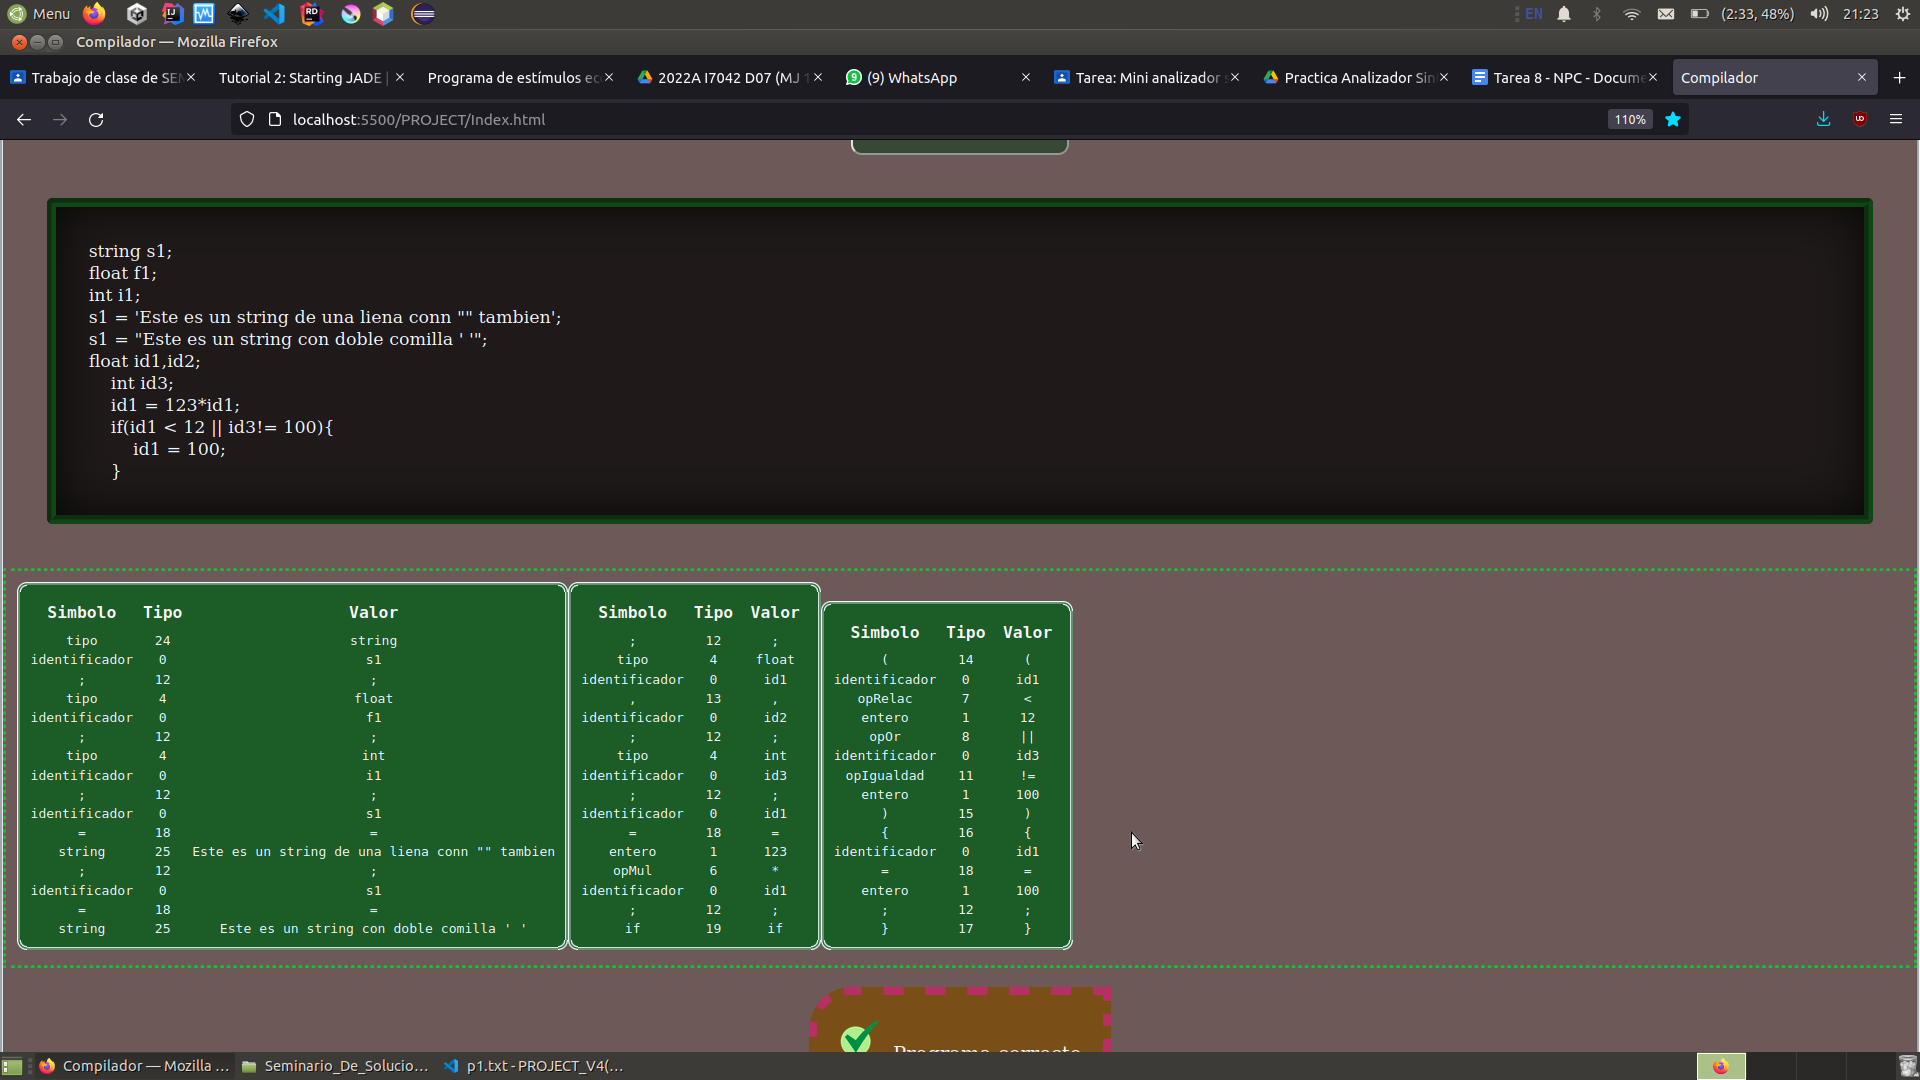 Menu
EN
(2:33, 48%)
21:23
Compilador — Mozilla Firefox
Trabajo de clase de SEM
Tutorial 2: Starting JADE |
Programa de estímulos ec
2022A I7042 D07 (MJ 1
(9) WhatsApp
Tarea: Mini analizador s
Practica Analizador Sin
Tarea 8 - NPC - Docume
Compilador
localhost:5500/PROJECT/Index.html
110%
string s1;
float f1;
int i1;
s1 = 'Este es un string de una liena conn "" tambien';
s1 = "Este es un string con doble comilla ' '";
float id1,id2;
int id3;
id1 = 123*id1;
if(id1 < 12 || id3!= 100){
id1 = 100;
}
Simbolo Tipo Valor
tipo 24 string
identificador 0 s1
; 12 ;
tipo 4 float
identificador 0 f1
; 12 ;
tipo 4 int
identificador 0 i1
; 12 ;
identificador 0 s1
= 18 =
string 25 Este es un string de una liena conn "" tambien
; 12 ;
identificador 0 s1
= 18 =
string 25 Este es un string con doble comilla ' '
Simbolo Tipo Valor
; 12 ;
tipo 4 float
identificador 0 id1
, 13 ,
identificador 0 id2
; 12 ;
tipo 4 int
identificador 0 id3
; 12 ;
identificador 0 id1
= 18 =
entero 1 123
opMul 6 *
identificador 0 id1
; 12 ;
if 19 if
Simbolo Tipo Valor
( 14 (
identificador 0 id1
opRelac 7 <
entero 1 12
opOr 8 ||
identificador 0 id3
opIgualdad 11 !=
entero 1 100
) 15 )
{ 16 {
identificador 0 id1
= 18 =
entero 1 100
; 12 ;
} 17 }
Programa correcto
Compilador — Mozilla ...
Seminario_De_Solucio...
p1.txt - PROJECT_V4(...